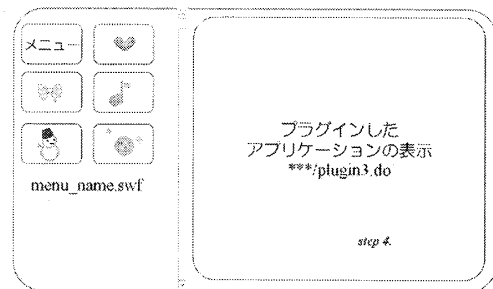 メニュー
menu_name.swf
プラグインした
アプリケーションの表示
***/plugin3.do
step 4.